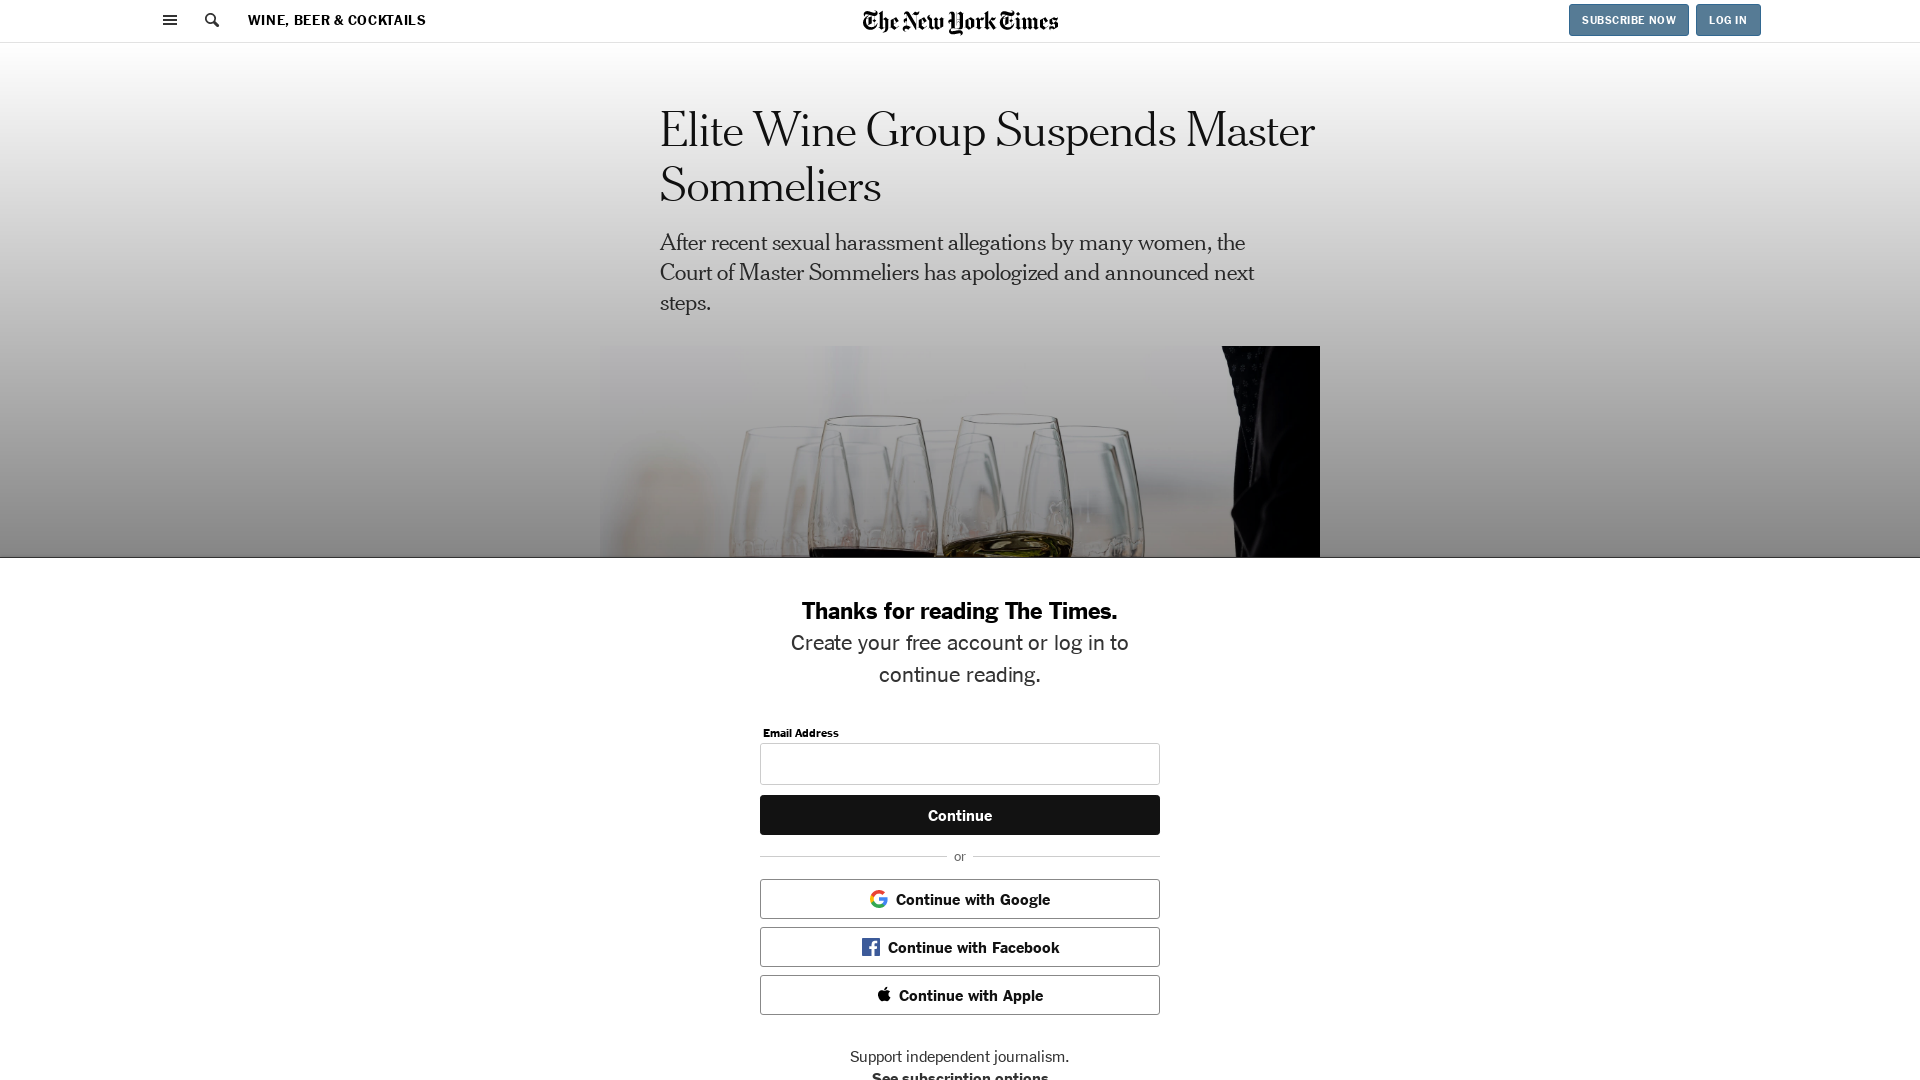 WINE, BEER & COCKTAILS
The New York Times
SUBSCRIBE NOW
LOG IN
Elite Wine Group Suspends Master
Sommeliers
After recent sexual harassment allegations by many women, the
Court of Master Sommeliers has apologized and announced next
steps.
Thanks for reading The Times.
Create your free account or log in to
continue reading.
Email Address
Continue
or
Continue with Google
Continue with Facebook
Continue with Apple
Support independent journalism.
See subscription options